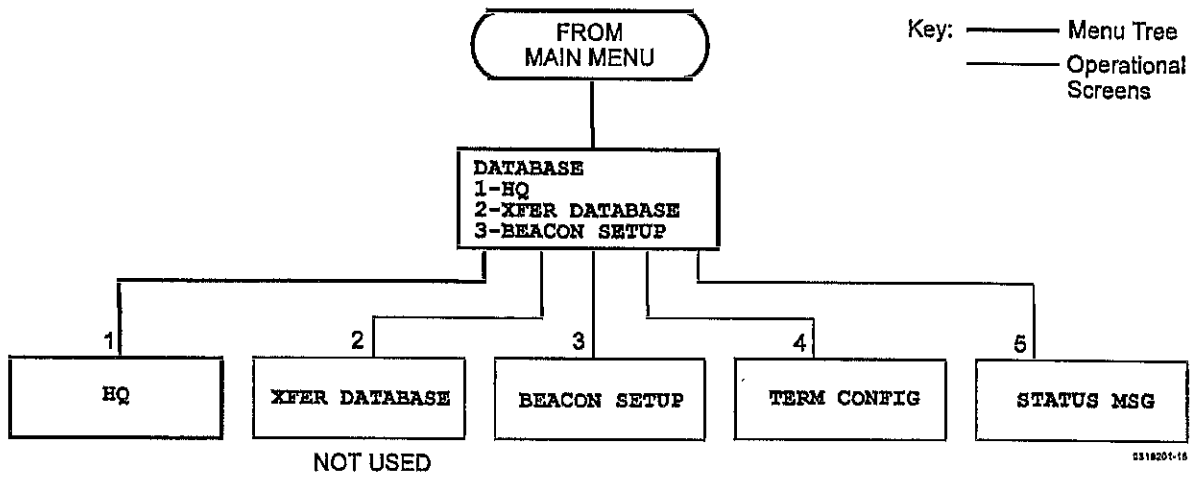 FROM
MAIN MENU
Key:
Menu Tree
Operational
Screens
DATABASE
1-HQ
2-XFER DATABASE
3-BEACON SETUP
1
2
3
4
5
HQ
XFER DATABASE
BEACON SETUP
TERM CONFIG
STATUS MSG
NOT USED